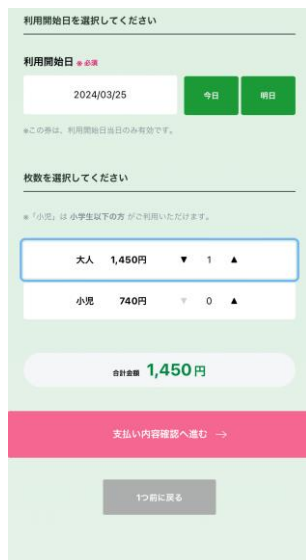 利用開始日を選択してください
利用開始日 ※必須
2024/03/25 今日 明日
※この券は、利用開始日当日のみ有効です。
枚数を選択してください
※「小児」は 小学生以下の方 がご利用いただけます。
大人 1,450円 ▼ 1 ▲
小児 740円 ▼ 0 ▲
合計金額 1,450 円
支払い内容確認へ進む →
1つ前に戻る